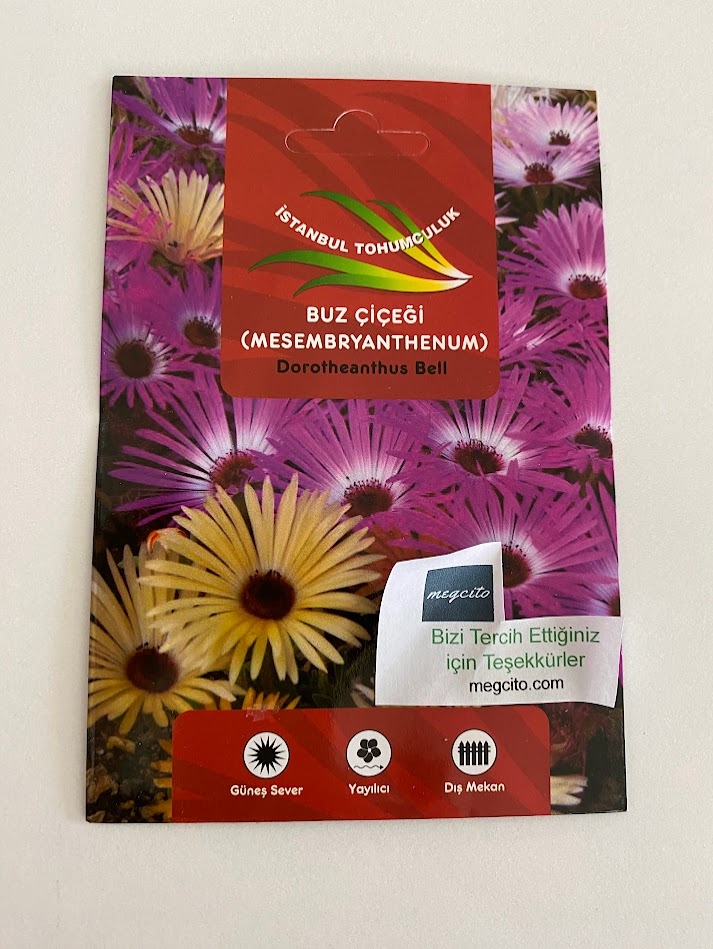 İSTANBUL TOHUMCULUK
BUZ ÇİÇEĞİ
(MESEMBRYANTHENUM)
Dorotheanthus Bell
megcito
Bizi Tercih Ettiğiniz
için Teşekkürler
megcito.com
Güneş Sever
Yayılıcı
Dış Mekan